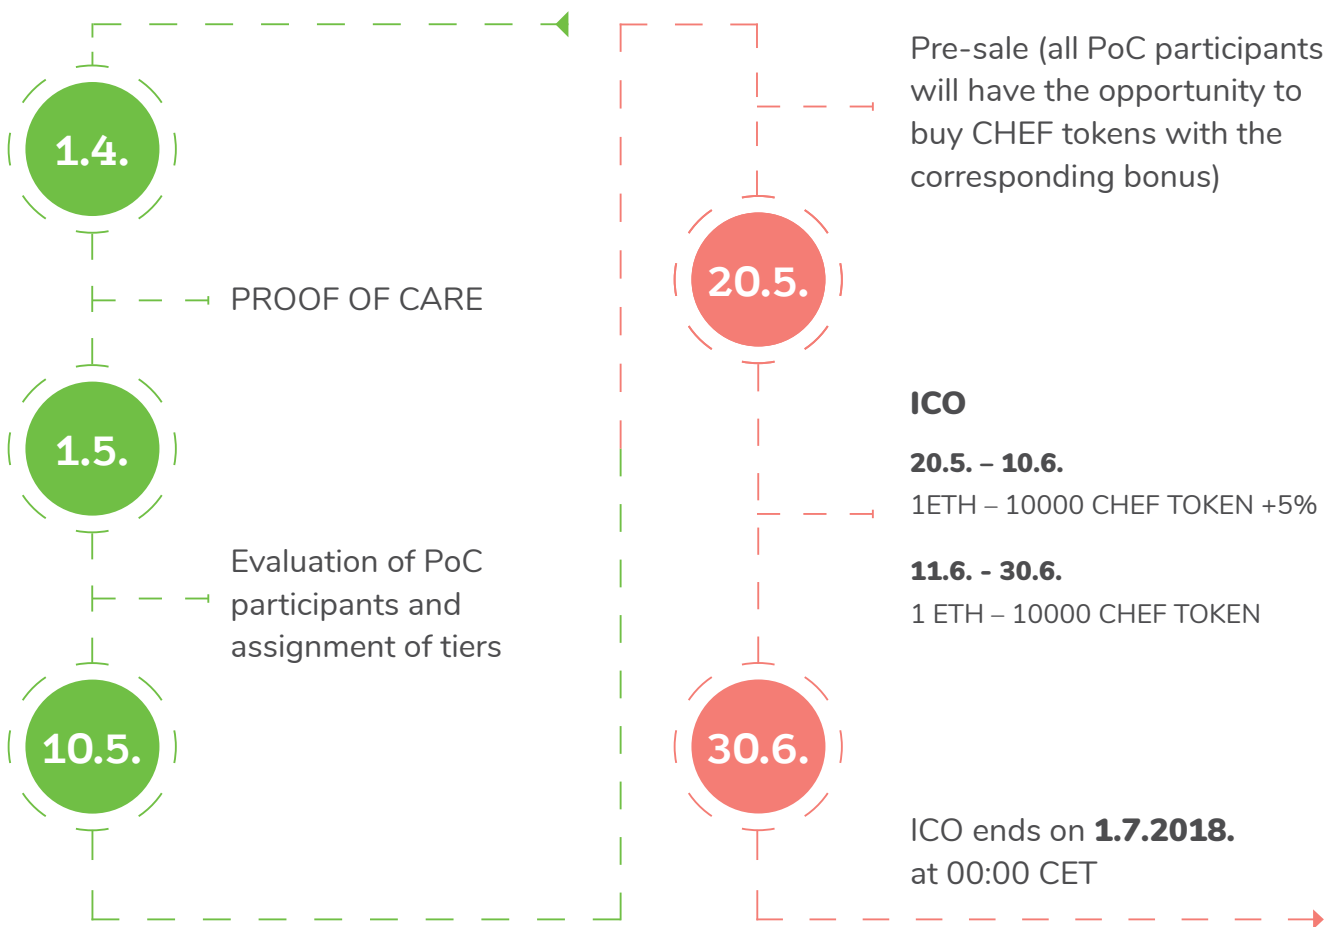 1.4.
PROOF OF CARE
1.5.
Evaluation of PoC
participants and
assignment of tiers
10.5.
Pre-sale (all PoC participants
will have the opportunity to
buy CHEF tokens with the
corresponding bonus)
20.5.
ICO
20.5. – 10.6.
1ETH – 10000 CHEF TOKEN +5%
11.6. - 30.6.
1 ETH – 10000 CHEF TOKEN
30.6.
ICO ends on 1.7.2018.
at 00:00 CET